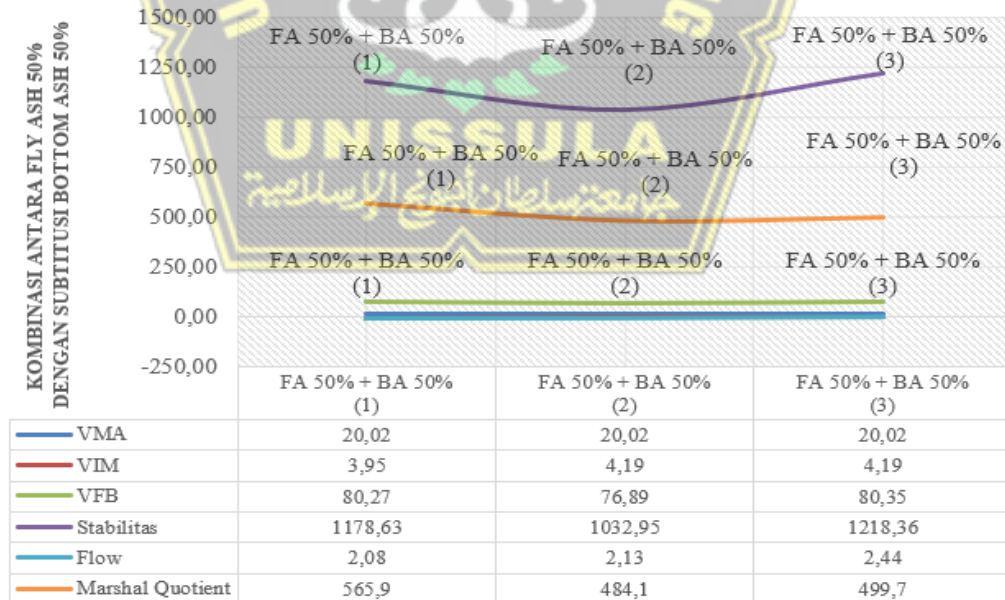 KOMBINASI ANTARA FLY ASH 50%
DENGAN SUBTITUSI BOTTOM ASH 50%
1500,00
1250,00
1000,00
750,00
500,00
250,00
0,00
-250,00
FA 50% + BA 50%
(1)
FA 50% + BA 50%
(2)
FA 50% + BA 50%
(3)
UNISSULA
FA 50% + BA 50%
(1)
FA 50% + BA 50%
(2)
FA 50% + BA 50%
(3)
جامعة سلطان أجونج الإسلامية
FA 50% + BA 50%
(1)
FA 50% + BA 50%
(2)
FA 50% + BA 50%
(3)
FA 50% + BA 50%
(1)
FA 50% + BA 50%
(2)
FA 50% + BA 50%
(3)
VMA 20,02 20,02 20,02
VIM 3,95 4,19 4,19
VFB 80,27 76,89 80,35
Stabilitas 1178,63 1032,95 1218,36
Flow 2,08 2,13 2,44
Marshal Quotient 565,9 484,1 499,7